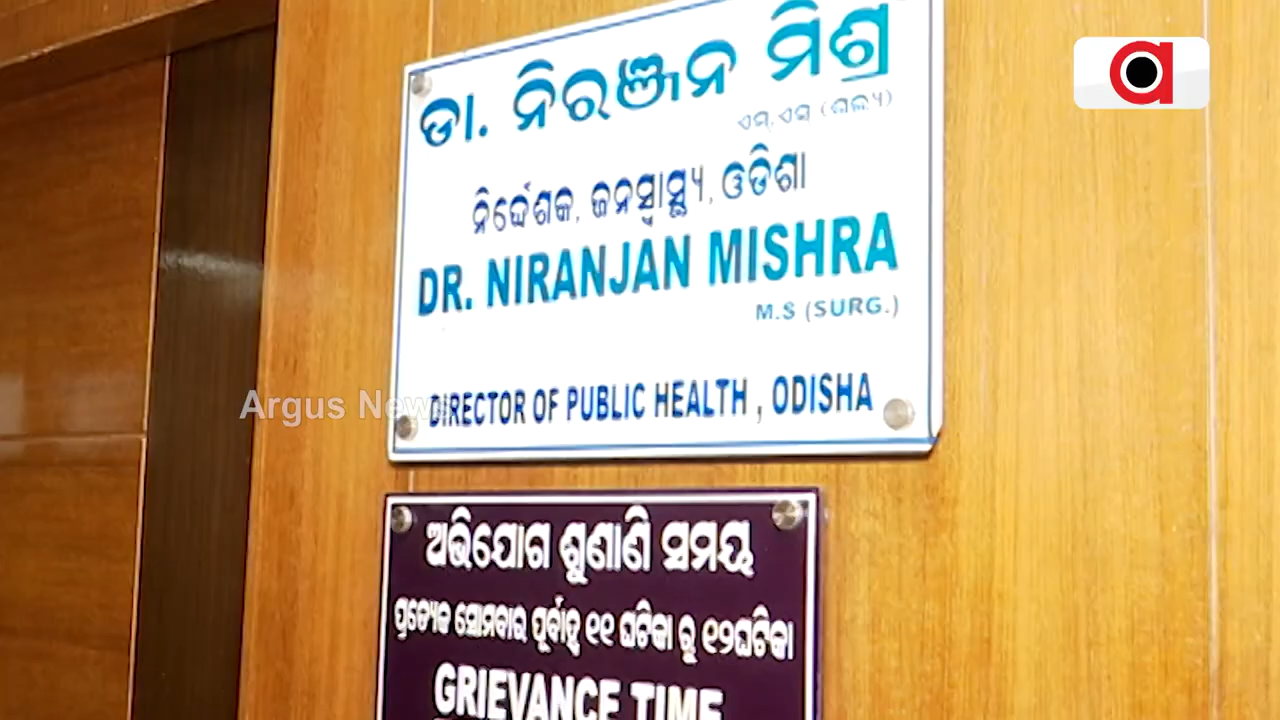 ଡା. ନିରଞ୍ଜନ ମିଶ୍ର
ଏମ୍.ଏସ୍ (ଶଲ୍ୟ)
ନିର୍ଦ୍ଦେଶକ, ଜନସ୍ୱାସ୍ଥ୍ୟ, ଓଡିଶା
DR. NIRANJAN MISHRA
M.S (SURG.)
DIRECTOR OF PUBLIC HEALTH , ODISHA
Argus News
ଅଭିଯୋଗ ଶୁଣାଣି ସମୟ
ପ୍ରତ୍ୟେକ ସୋମବାର ପୂର୍ବାହ୍ନ ୧୧ ଘଟିକା ରୁ ୧୨ଘଟିକା
GRIEVANCE TIME